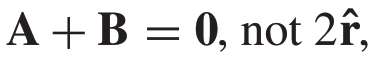 A + B = 0, not 2r̂,